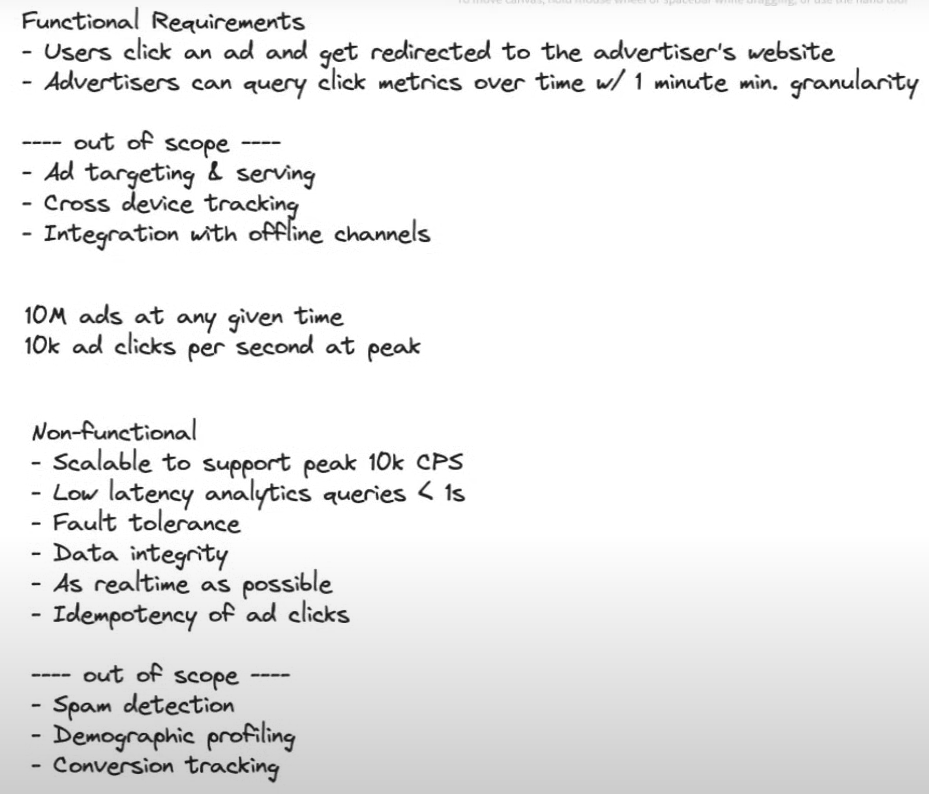 To move canvas, hold mouse wheel or spacebar while dragging, or use the hand tool
Functional Requirements
- Users click an ad and get redirected to the advertiser's website
- Advertisers can query click metrics over time w/ 1 minute min. granularity
---- out of scope ----
- Ad targeting & serving
- Cross device tracking
- Integration with offline channels
10M ads at any given time
10k ad clicks per second at peak
Non-functional
- Scalable to support peak 10k CPS
- Low latency analytics queries < 1s
- Fault tolerance
- Data integrity
- As realtime as possible
- Idempotency of ad clicks
---- out of scope ----
- Spam detection
- Demographic profiling
- Conversion tracking